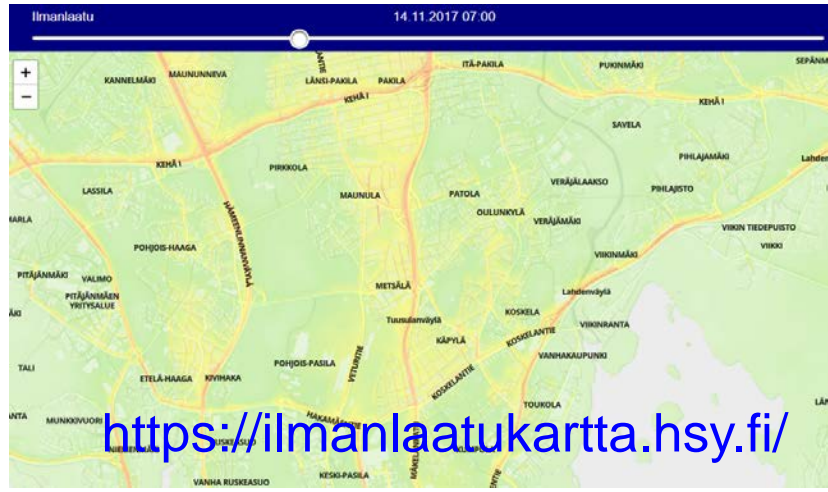 Ilmanlaatu 14.11.2017 07:00
+
−
KANNELMÄKI
MAUNUNNEVA
LÄNSI-PAKILA
PAKILA
ITÄ-PAKILA
PUKINMÄKI
KEHÄ I
KEHÄ I
SAVELA
KEHÄ I
PIRKKOLA
PIHLAJAMÄKI
LASSILA
MAUNULA
PATOLA
VERÄJÄLAAKSO
PIHLAJISTO
OULUNKYLÄ
VERÄJÄMÄKI
HÄMEENLINNANVÄYLÄ
VIIKIN TIEDEPUISTO
POHJOIS-HAAGA
VIIKKI
VIIKINMÄKI
PITÄJÄNMÄKI
VALIMO
METSÄLÄ
Lahdenväylä
PITÄJÄNMÄEN
YRITYSALUE
Tuusulanväylä
KOSKELA
VIIKINRANTA
KÄPYLÄ
KOSKELANTIE
VANHAKAUPUNKI
TALI
ETELÄ-HAAGA
KIVIHAKA
POHJOIS-PASILA
VETURITIE
KOSKELANTIE
TOUKOLA
MUNKKIVUORI
https://ilmanlaatukartta.hsy.fi/
VANHA RUSKEASUO
KESKI-PASILA